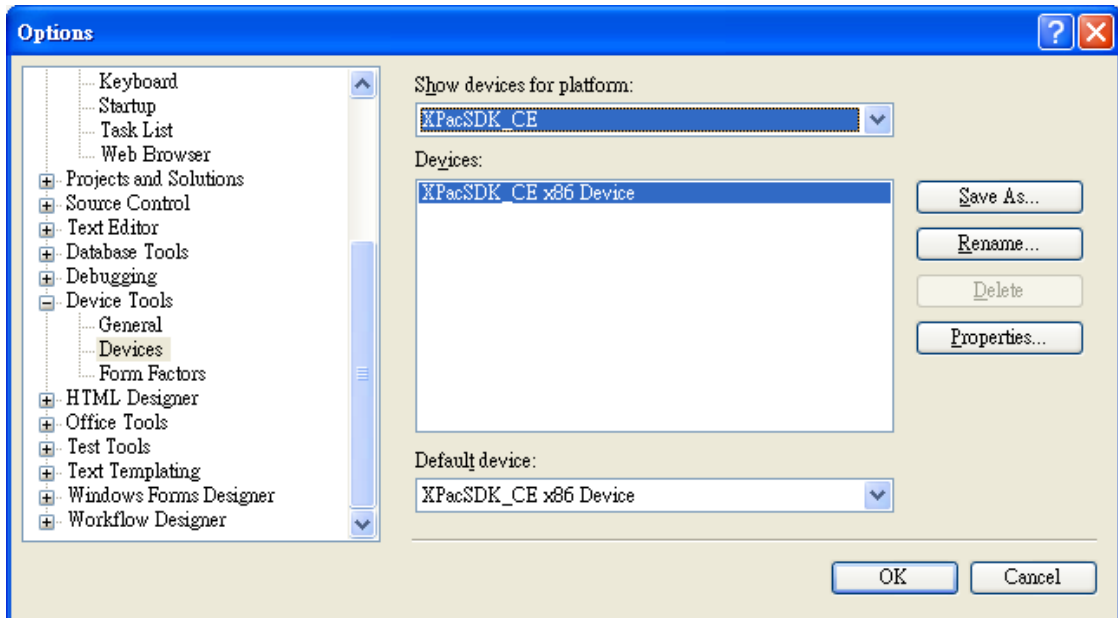 Options
Keyboard
Startup
Task List
Web Browser
Projects and Solutions
Source Control
Text Editor
Database Tools
Debugging
Device Tools
General
Devices
Form Factors
HTML Designer
Office Tools
Test Tools
Text Templating
Windows Forms Designer
Workflow Designer
Show devices for platform:
XPacSDK_CE
Devices:
XPacSDK_CE x86 Device
Save As...
Rename...
Delete
Properties...
Default device:
XPacSDK_CE x86 Device
OK
Cancel